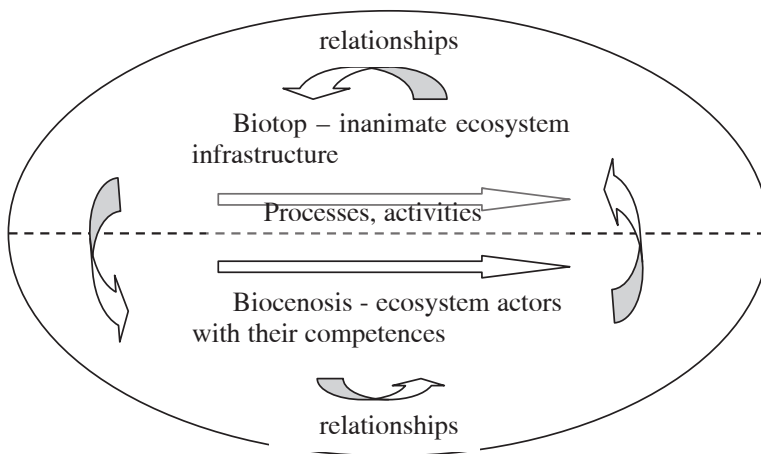 relationships
Biotop – inanimate ecosystem
infrastructure
Processes, activities
Biocenosis - ecosystem actors
with their competences
relationships